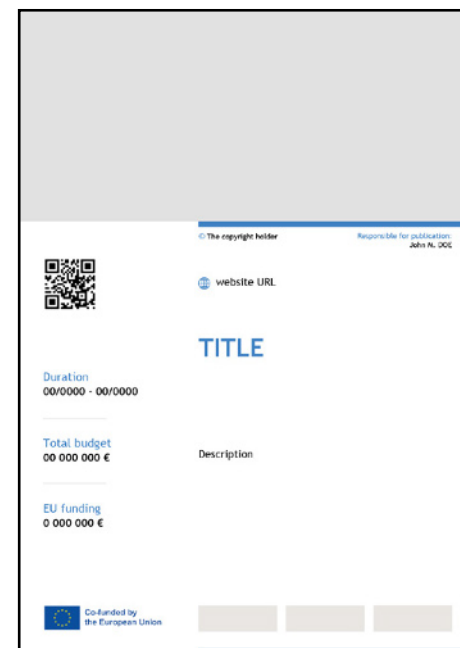 © The copyright holder
Responsible for publication:
John N. DOE
website URL
TITLE
Duration
00/0000 - 00/0000
Total budget
00 000 000 €
Description
EU funding
0 000 000 €
Co-funded by
the European Union